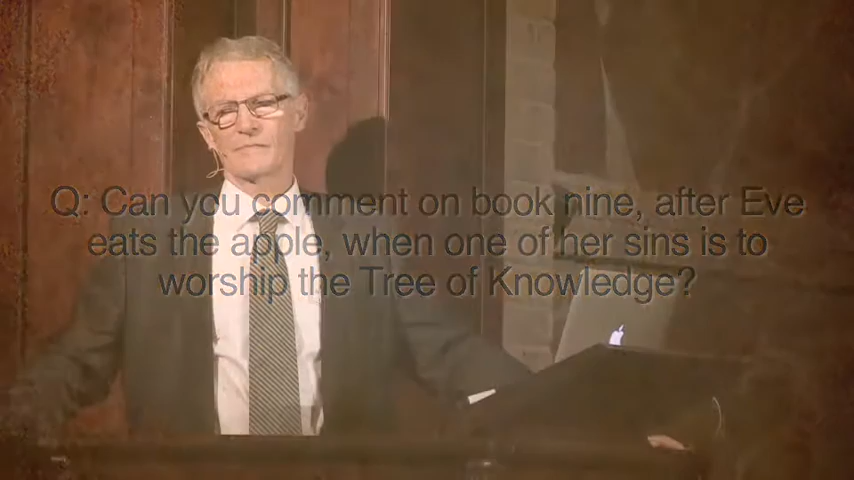 Q: Can you comment on book nine, after Eve
eats the apple, when one of her sins is to
worship the Tree of Knowledge?